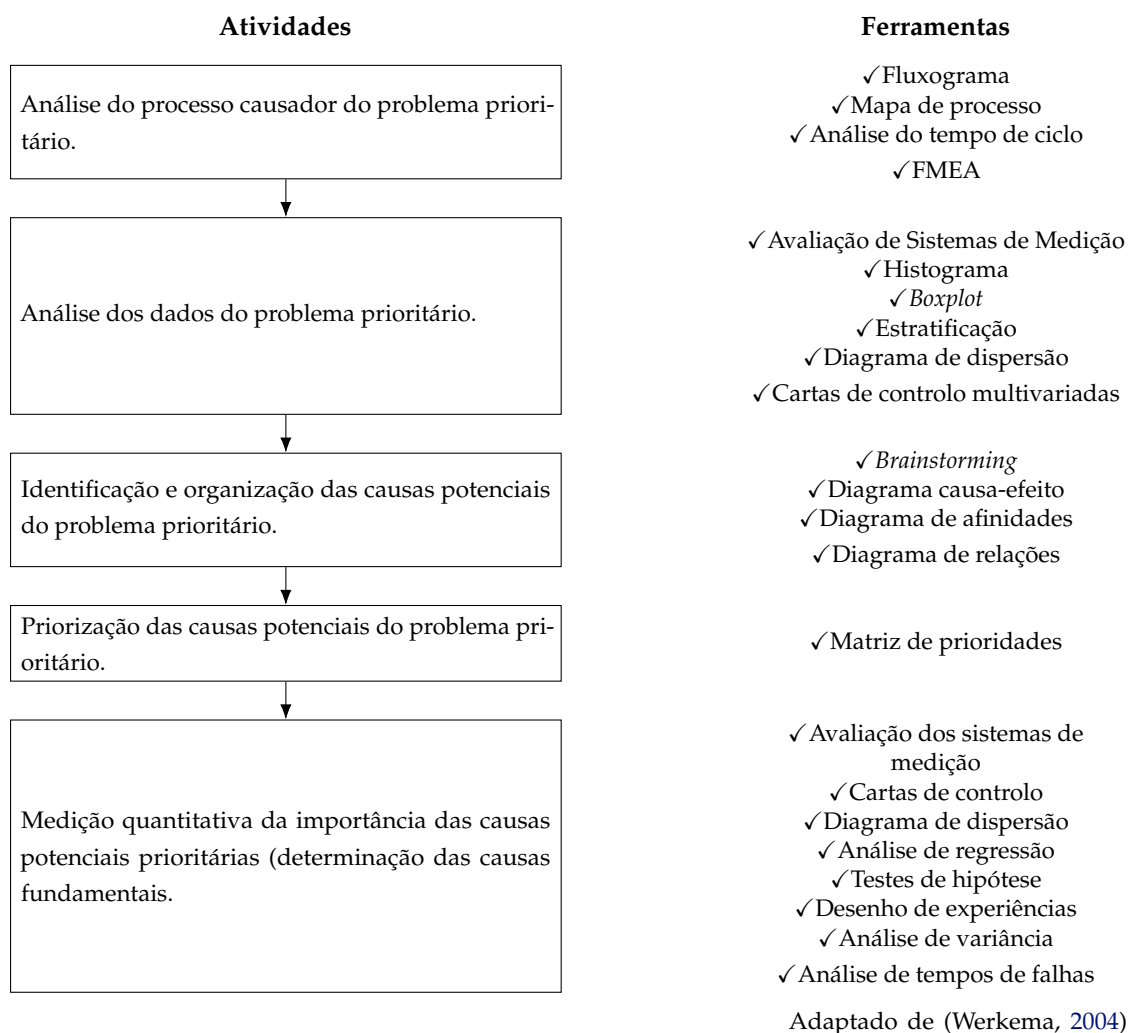 Atividades
Ferramentas
Análise do processo causador do problema priori-
tário.
✓Fluxograma
✓Mapa de processo
✓Análise do tempo de ciclo
✓FMEA
Análise dos dados do problema prioritário.
✓Avaliação de Sistemas de Medição
✓Histograma
✓Boxplot
✓Estratificação
✓Diagrama de dispersão
✓Cartas de controlo multivariadas
Identificação e organização das causas potenciais
do problema prioritário.
✓Brainstorming
✓Diagrama causa-efeito
✓Diagrama de afinidades
✓Diagrama de relações
Priorização das causas potenciais do problema pri-
oritário.
✓Matriz de prioridades
Medição quantitativa da importância das causas
potenciais prioritárias (determinação das causas
fundamentais.
✓Avaliação dos sistemas de
medição
✓Cartas de controlo
✓Diagrama de dispersão
✓Análise de regressão
✓Testes de hipótese
✓Desenho de experiências
✓Análise de variância
✓Análise de tempos de falhas
Adaptado de (Werkema, 2004)